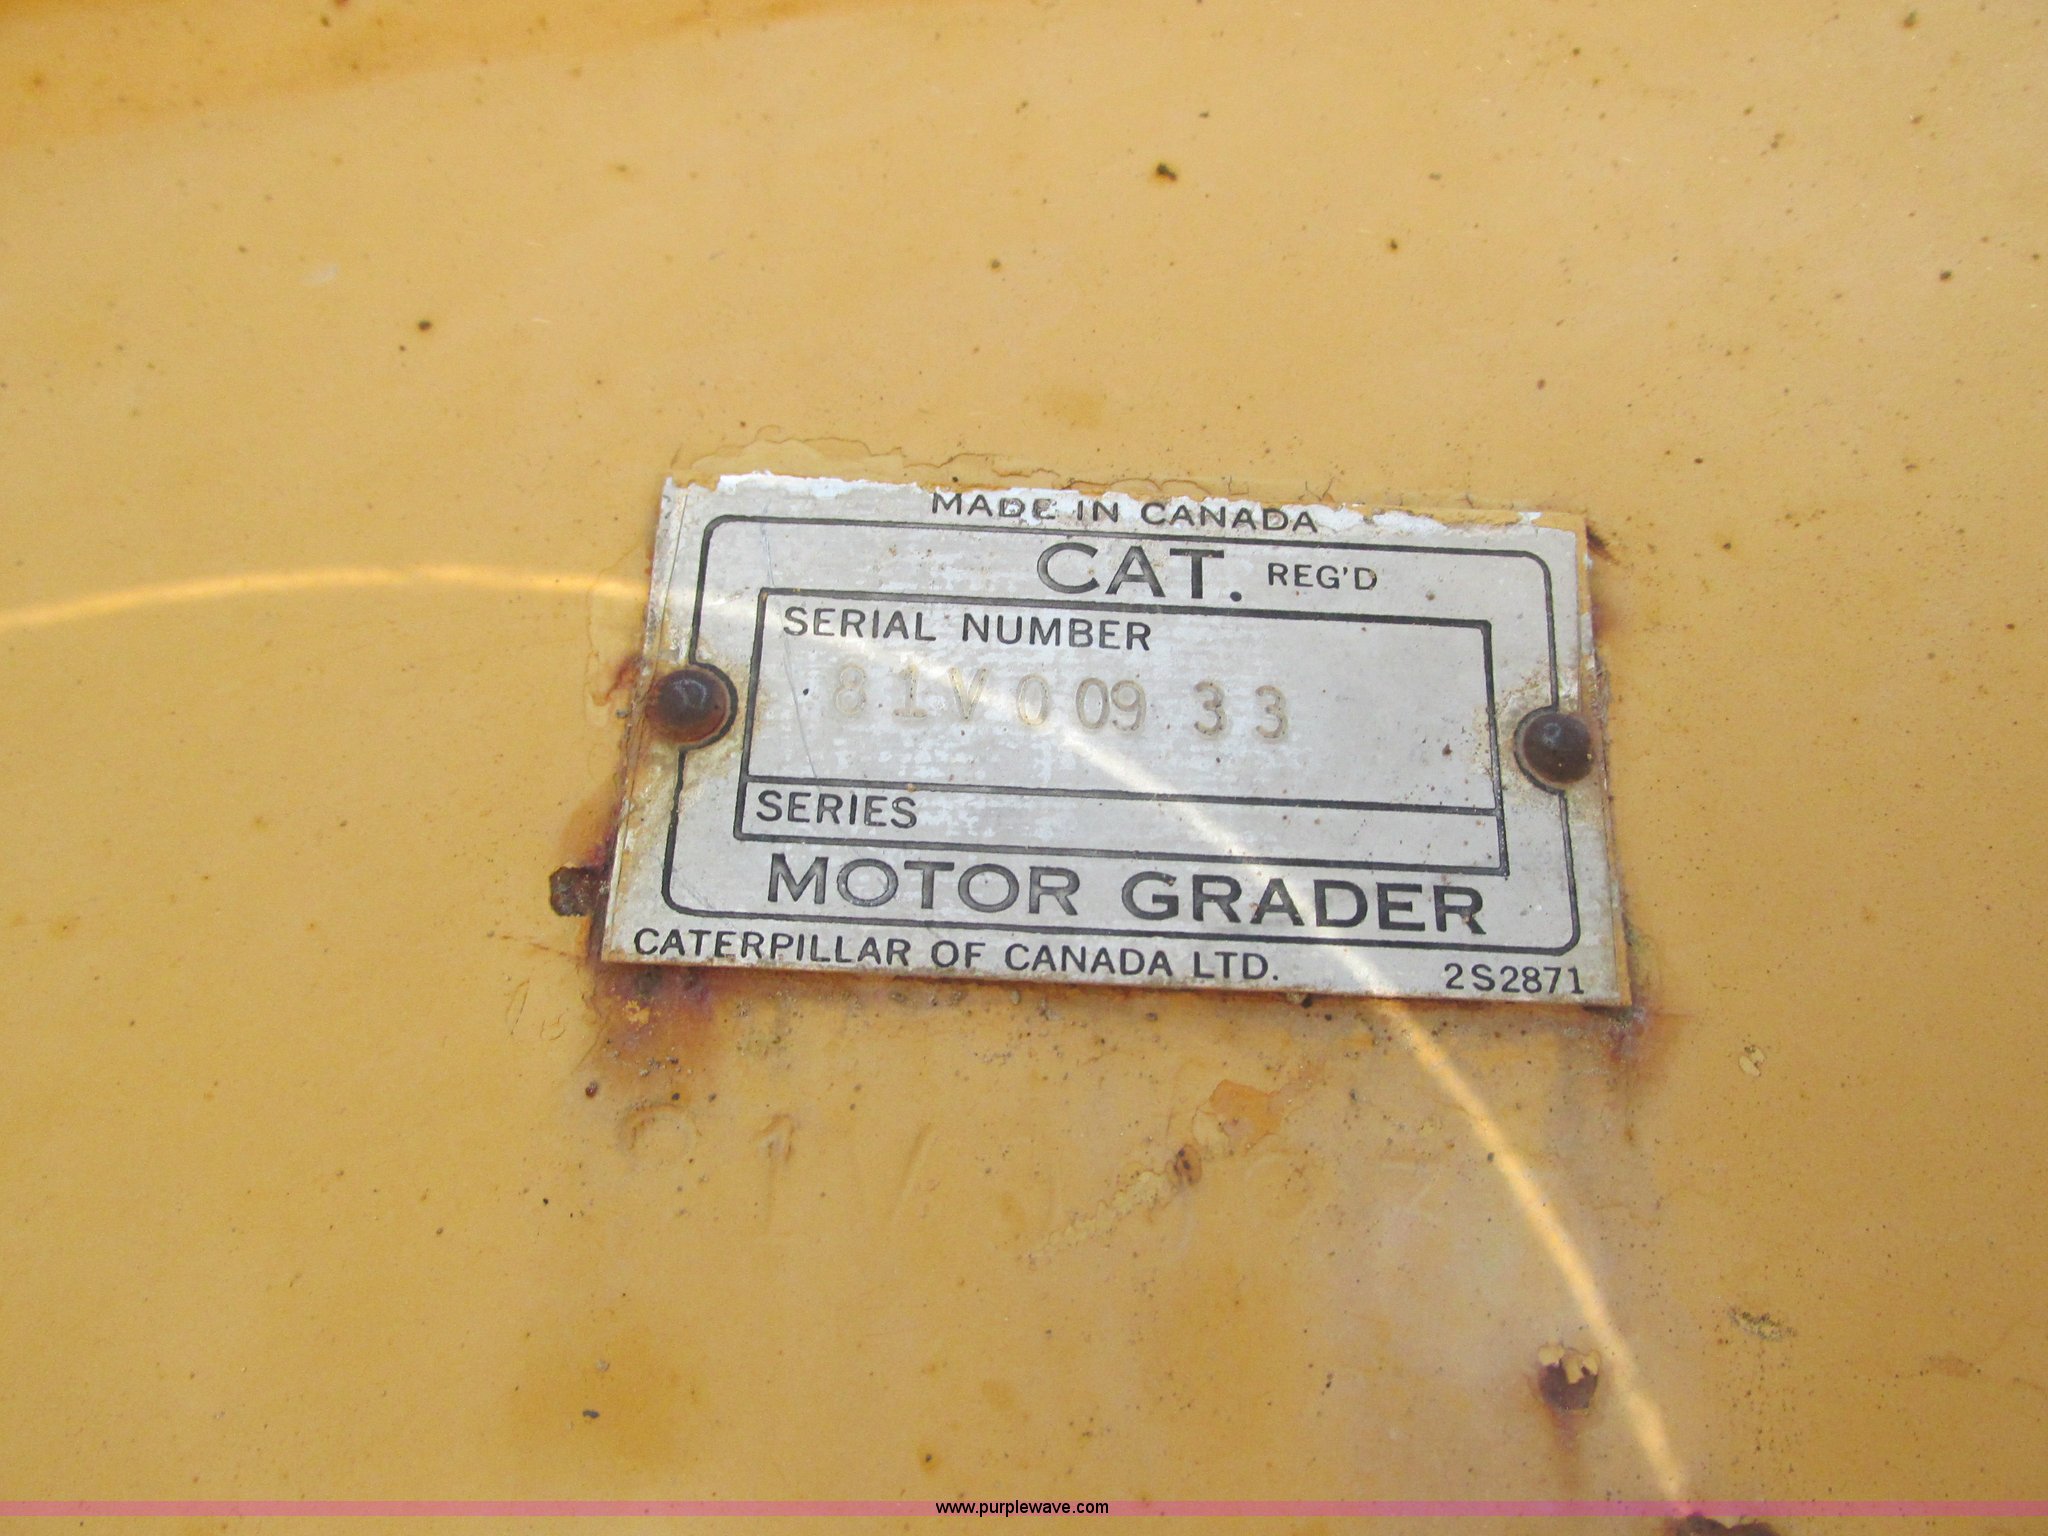 MADE IN CANADA
CAT. REG'D
SERIAL NUMBER
81V00933
SERIES
MOTOR GRADER
CATERPILLAR OF CANADA LTD. 2S2871
www.purplewave.com